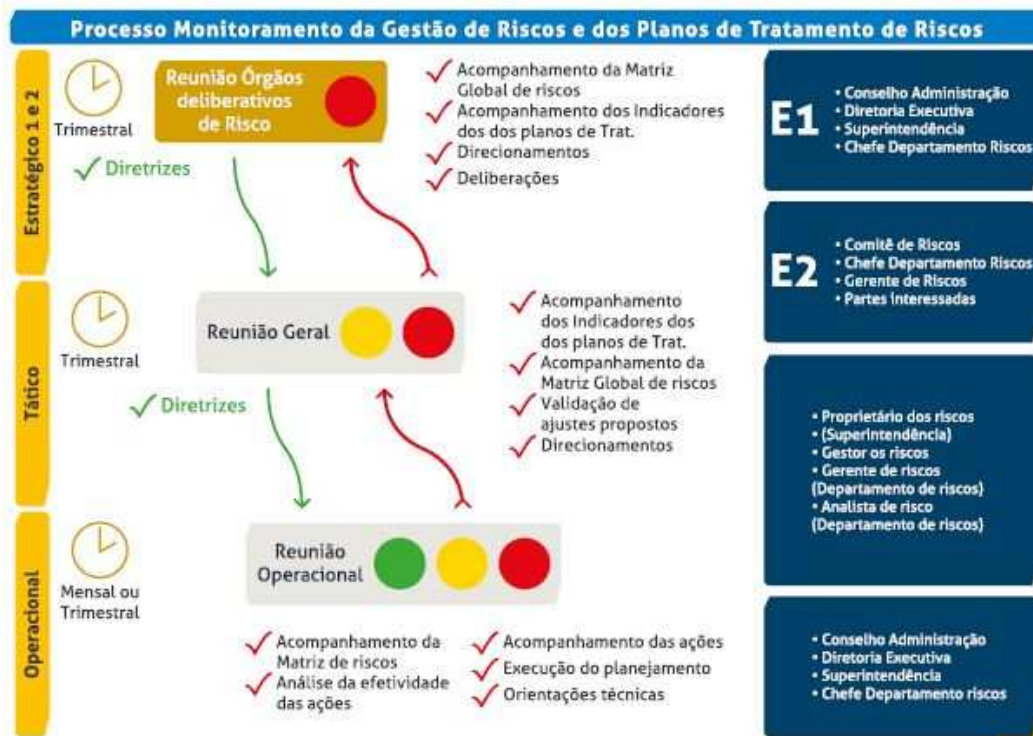 Processo Monitoramento da Gestão de Riscos e dos Planos de Tratamento de Riscos
Estratégico 1 e 2
Trimestral
Reunião Órgãos
deliberativos
de Risco
Diretrizes
Acompanhamento da Matriz
Global de riscos
Acompanhamento dos Indicadores
dos dos planos de Trat.
Direcionamentos
Deliberações
E1
• Conselho Administração
• Diretoria Executiva
• Superintendência
• Chefe Departamento Riscos
E2
• Comitê de Riscos
• Chefe Departamento Riscos
• Gerente de Riscos
• Partes interessadas
Tático
Trimestral
Reunião Geral
Diretrizes
Acompanhamento
dos Indicadores dos
dos planos de Trat.
Acompanhamento da
Matriz Global de riscos
Validação de
ajustes propostos
Direcionamentos
• Proprietário dos riscos
• (Superintendência)
• Gestor os riscos
• Gerente de riscos
(Departamento de riscos)
• Analista de risco
(Departamento de riscos)
Operacional
Mensal ou
Trimestral
Reunião
Operacional
Acompanhamento da
Matriz de riscos
Análise da efetividade
das ações
Acompanhamento das ações
Execução do planejamento
Orientações técnicas
• Conselho Administração
• Diretoria Executiva
• Superintendência
• Chefe Departamento riscos